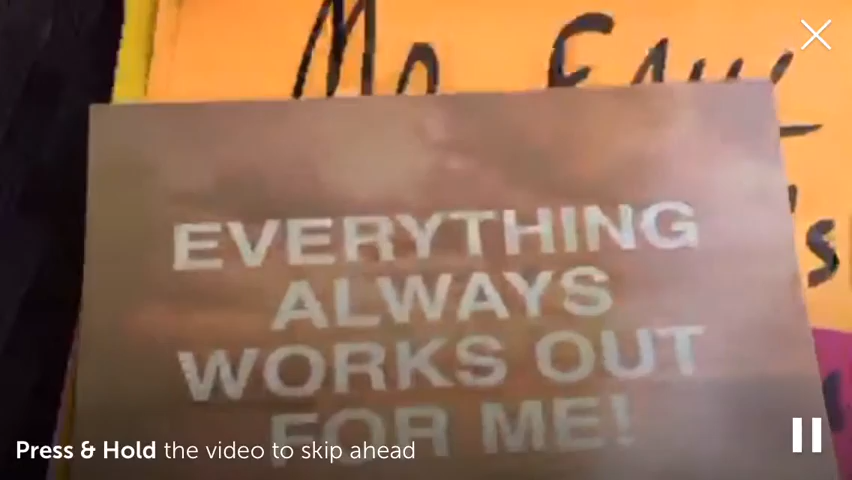 EVERYTHING
ALWAYS
WORKS OUT
FOR ME!
Press & Hold the video to skip ahead